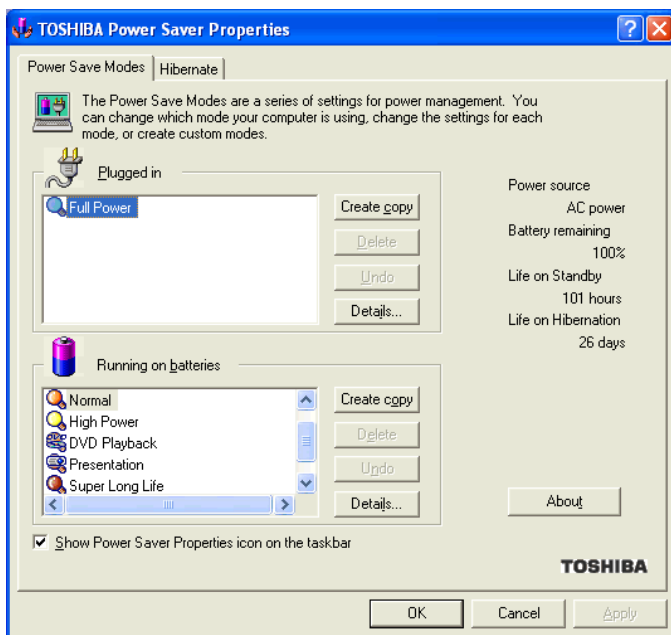 TOSHIBA Power Saver Properties
Power Save Modes
Hibernate
The Power Save Modes are a series of settings for power management. You
can change which mode your computer is using, change the settings for each
mode, or create custom modes.
Plugged in
Full Power
Create copy
Delete
Undo
Details...
Power source
AC power
Battery remaining
100%
Life on Standby
101 hours
Life on Hibernation
26 days
Running on batteries
Normal
High Power
DVD Playback
Presentation
Super Long Life
Create copy
Delete
Undo
Details...
About
Show Power Saver Properties icon on the taskbar
TOSHIBA
OK
Cancel
Apply